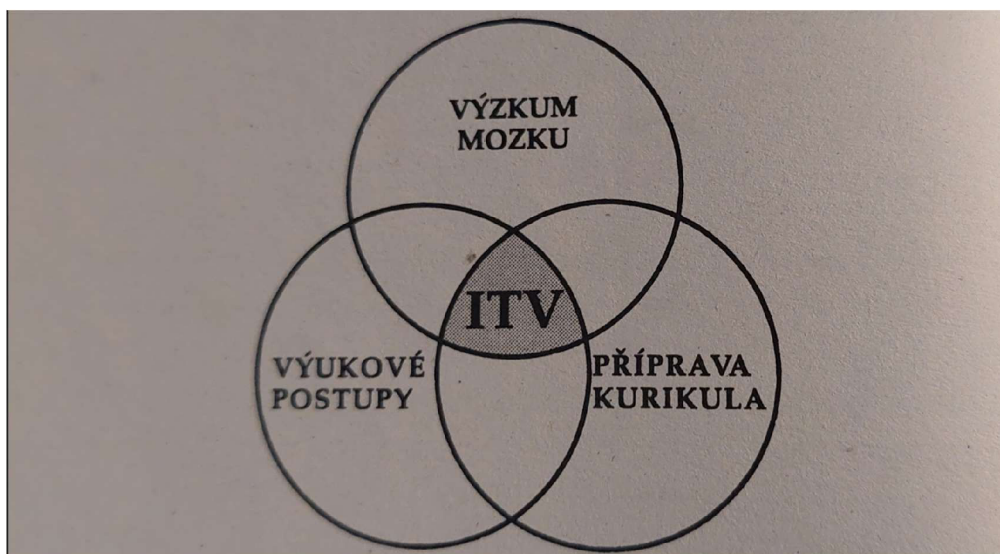 VÝZKUM
MOZKU
ITV
VÝUKOVÉ
POSTUPY
PŘÍPRAVA
KURIKULA